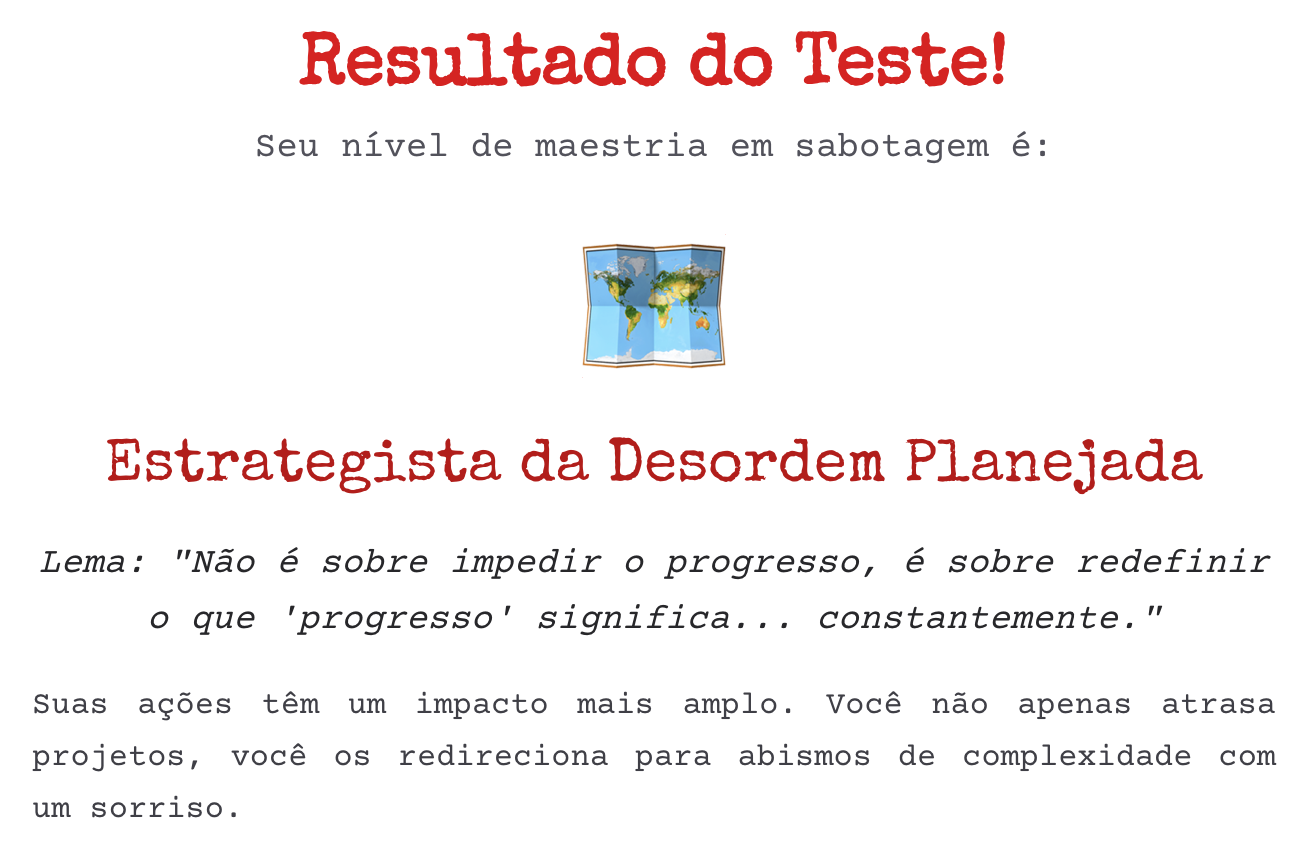 Resultado do Teste!
Seu nível de maestria em sabotagem é:
Estrategista da Desordem Planejada
Lema: "Não é sobre impedir o progresso, é sobre redefinir
o que 'progresso' significa... constantemente."
Suas ações têm um impacto mais amplo. Você não apenas atrasa
projetos, você os redireciona para abismos de complexidade com
um sorriso.